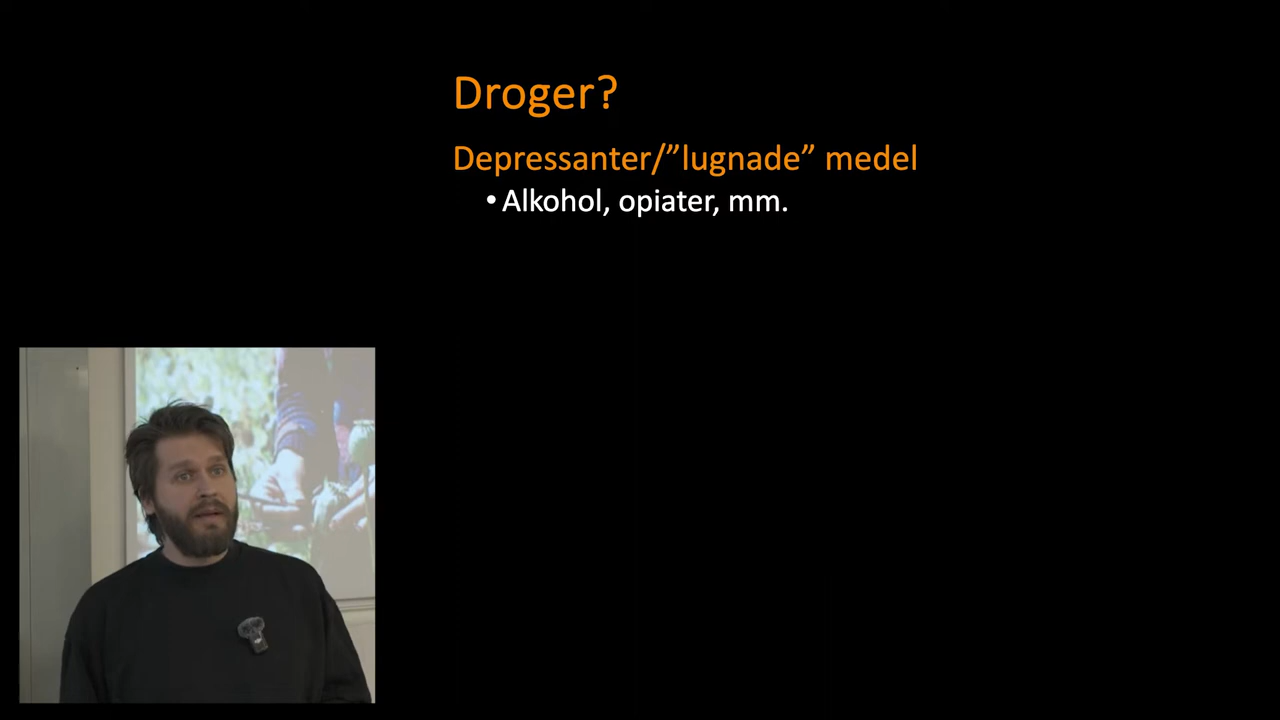 Droger?
Depressanter/”lugnade” medel
• Alkohol, opiater, mm.